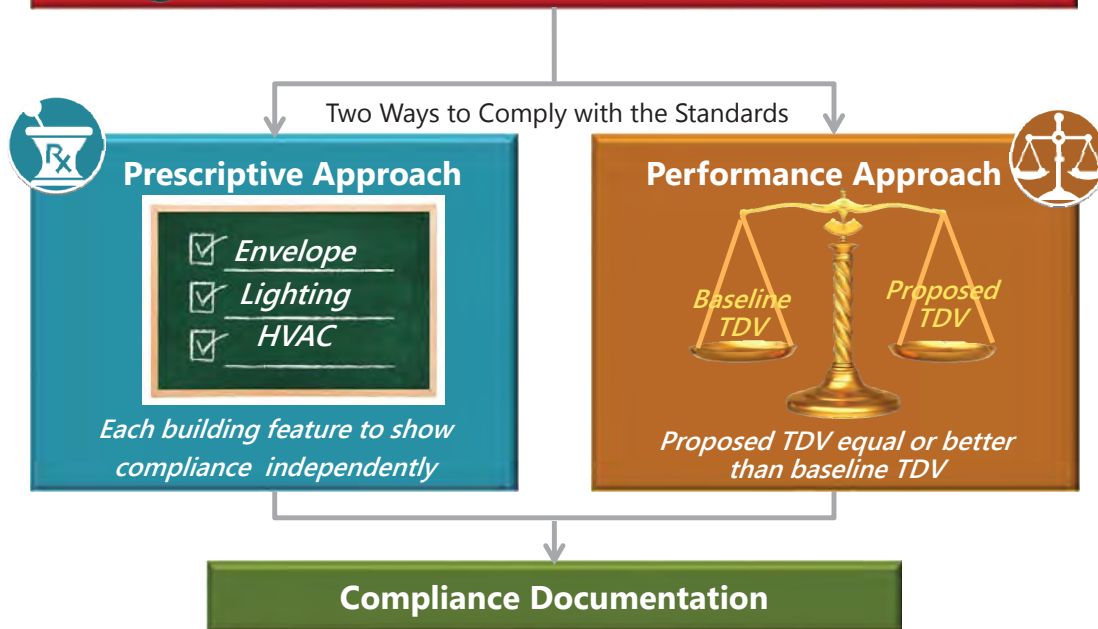 Two Ways to Comply with the Standards
Rx
Prescriptive Approach
Envelope
Lighting
HVAC
Each building feature to show
compliance independently
Performance Approach
Baseline
TDV
Proposed
TDV
Proposed TDV equal or better
than baseline TDV
Compliance Documentation